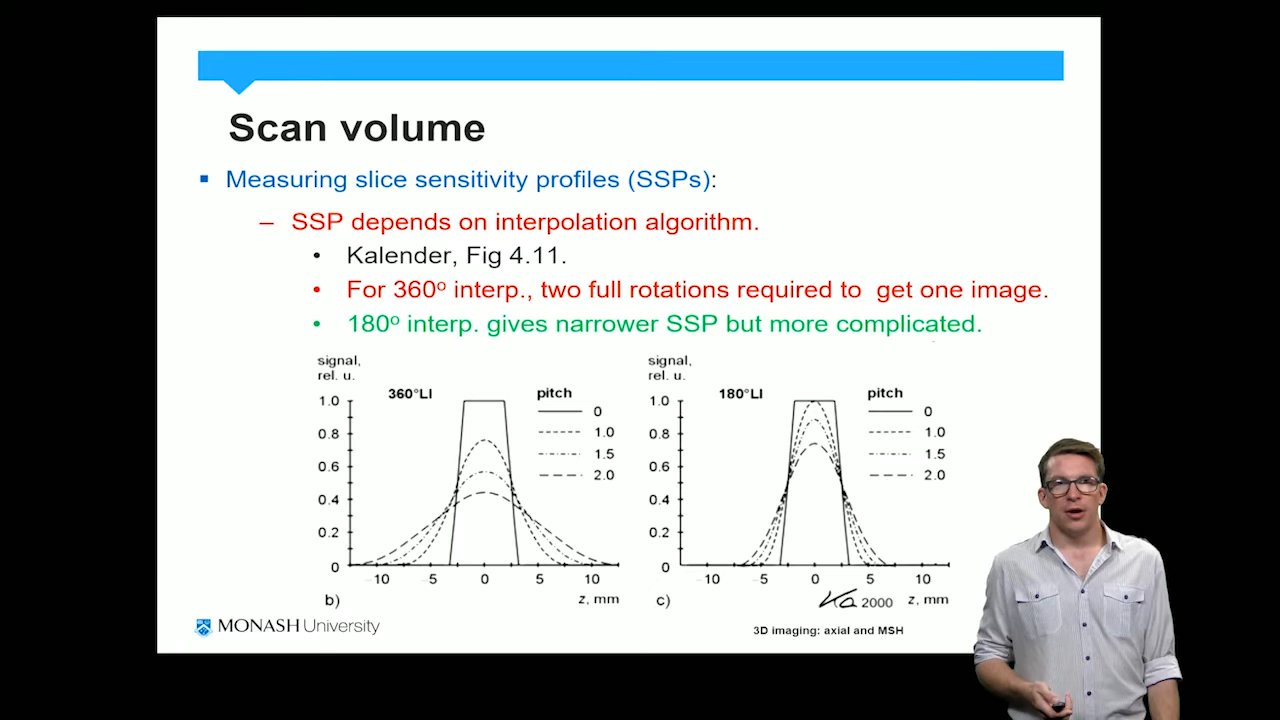 Scan volume
Measuring slice sensitivity profiles (SSPs):
– SSP depends on interpolation algorithm.
• Kalender, Fig 4.11.
• For 360º interp., two full rotations required to  get one image.
• 180º interp. gives narrower SSP but more complicated.
signal,
rel. u.
360°LI
pitch
0
1.0
1.5
2.0
1.0
0.8
0.6
0.4
0.2
0
-10 -5 0 5 10
b)
z, mm
signal,
rel. u.
180°LI
pitch
0
1.0
1.5
2.0
1.0
0.8
0.6
0.4
0.2
0
-10 -5 0 5 10
c)
2000
z, mm
MONASH University
3D imaging: axial and MSH